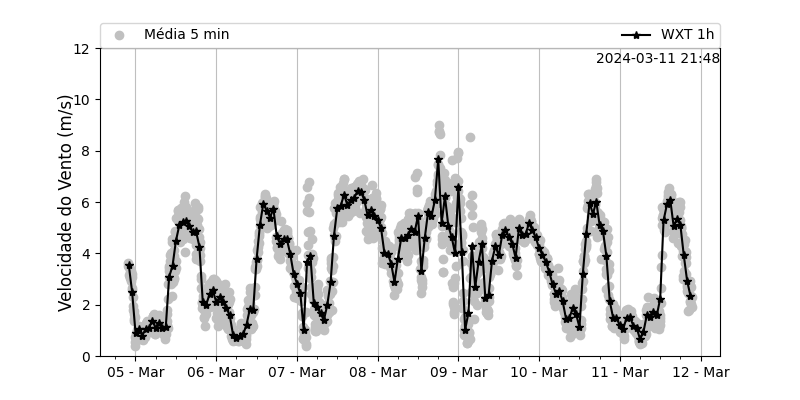 Média 5 min
WXT 1h
2024-03-11 21:48
Velocidade do Vento (m/s)
12
10
8
6
4
2
0
05 - Mar
06 - Mar
07 - Mar
08 - Mar
09 - Mar
10 - Mar
11 - Mar
12 - Mar